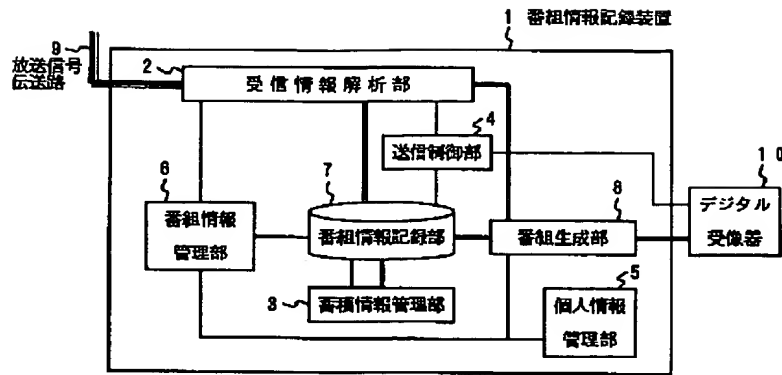 1 番組情報記録装置
9
放送信号
伝送路
2
受信情報解析部
4
送信制御部
10
デジタル
受像器
6
番組情報
管理部
7
番組情報記録部
8
番組生成部
3 蓄積情報管理部
5
個人情報
管理部